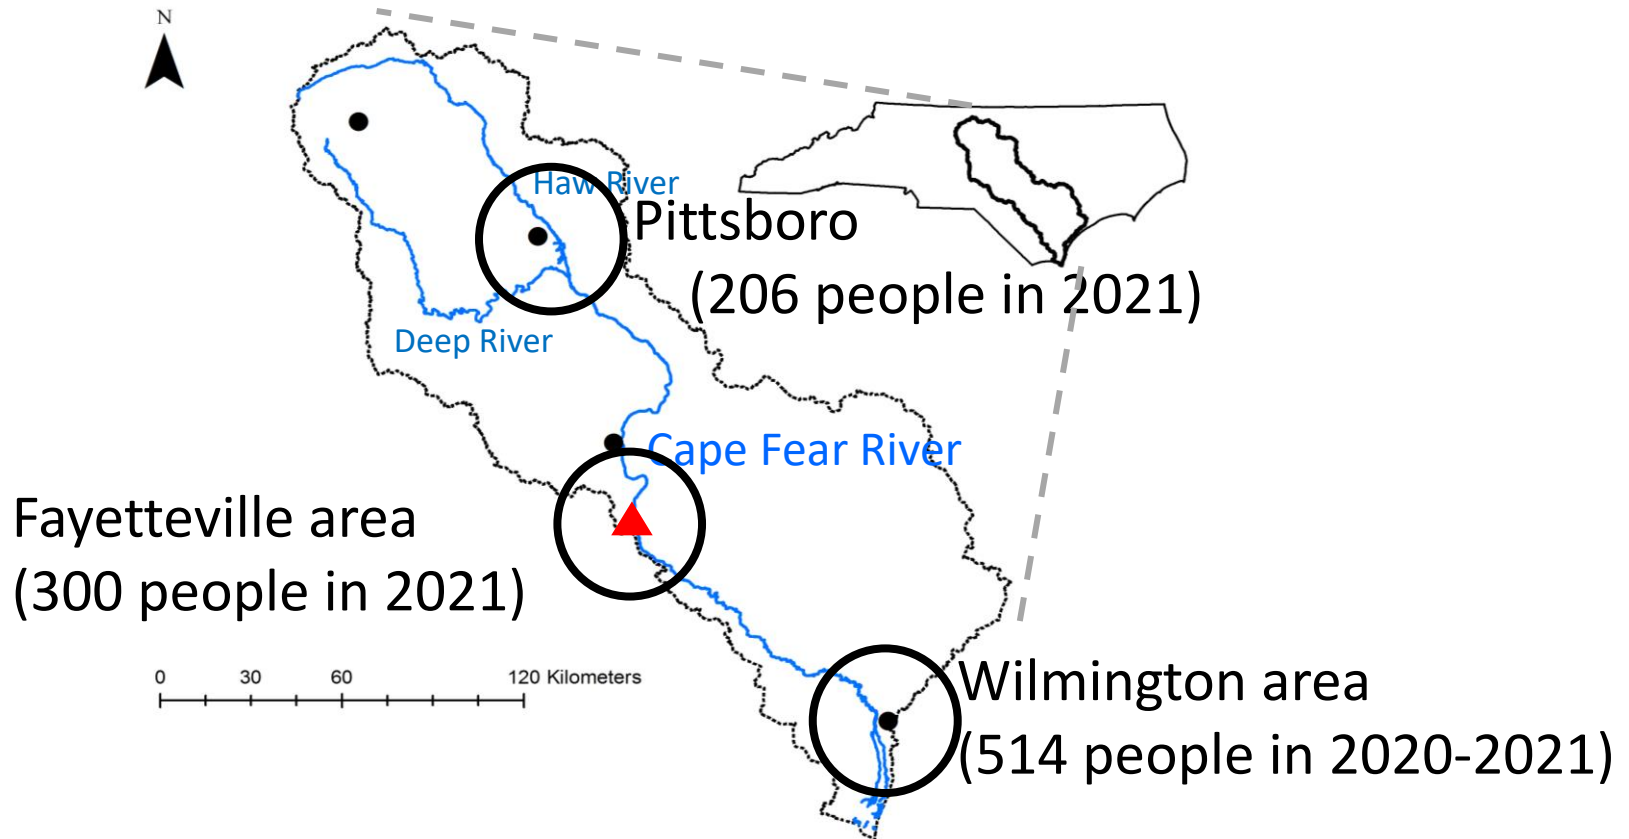 N
Haw River
Pittsboro
(206 people in 2021)
Deep River
Cape Fear River
Fayetteville area
(300 people in 2021)
0 30 60 120 Kilometers
Wilmington area
(514 people in 2020-2021)